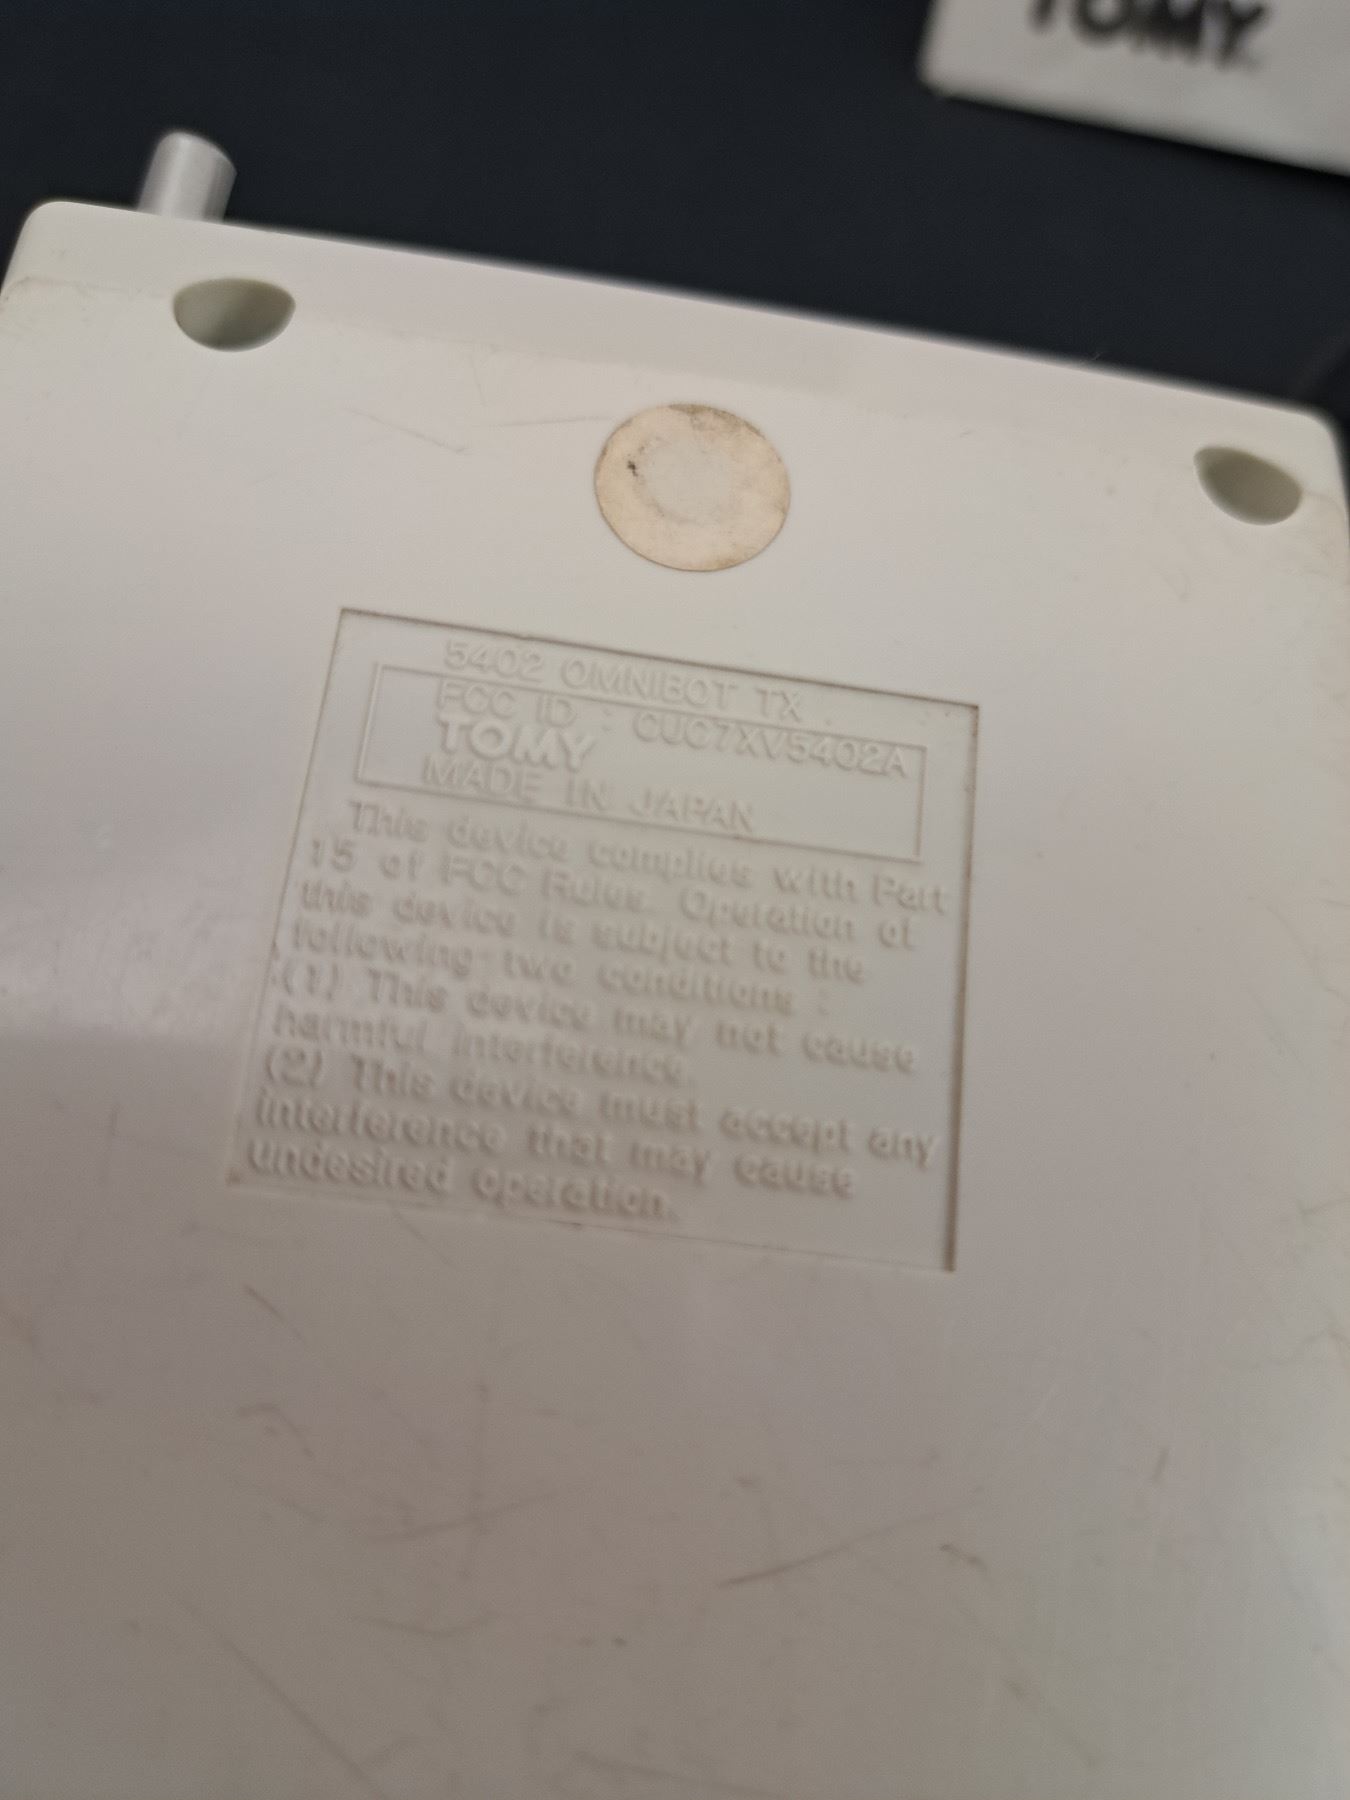 TOMY
5402 OMNIBOT TX
FCC ID : CUC7XV5402A
TOMY
MADE IN JAPAN
This device complies with Part
15 of FCC Rules. Operation of
this device is subject to the
following two conditions :
(1) This device may not cause
harmful interference.
(2) This device must accept any
interference that may cause
undesired operation.